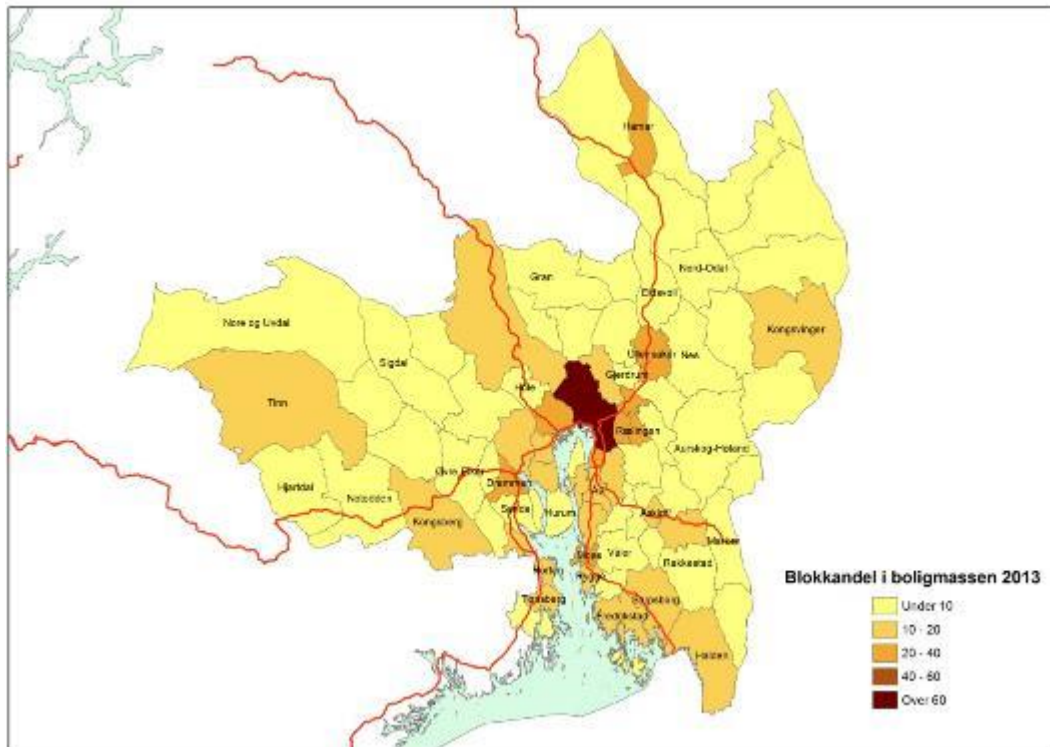 Hamar
Gran
Nord-Odal
Eidsvoll
Nore og Uvdal
Kongsvinger
Sigdal
Ullensaker
Nes
Gjerdrum
Hole
Tinn
Rælingen
Aurskog-Høland
Øvre Eiker
Hjartdal
Notodden
Drammen
Ås
Svelvik
Hurum
Kongsberg
Askim
Marker
Moss
Våler
Rakkestad
Horten
Rygge
Blokkandel i boligmassen 2013
Tønsberg
Sarpsborg
Under 10
Fredrikstad
10 - 20
Halden
20 - 40
40 - 60
Over 60